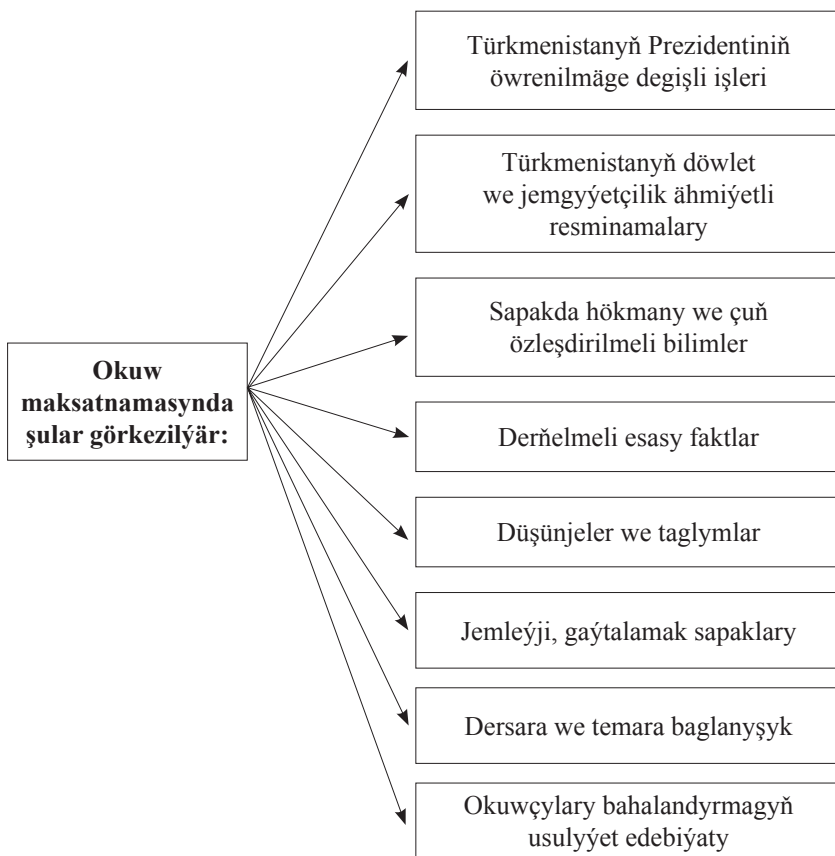 Türkmenistanyň Prezidentiniň
öwrenilmäge degişli işleri
Türkmenistanyň döwlet
we jemgyýetçilik ähmiýetli
resminamalary
Sapakda hökmany we çuň
özleşdirilmeli bilimler
Okuw
maksatnamasynda
şular görkezilýär:
Derňelmeli esasy faktlar
Düşünjeler we taglymlar
Jemleýji, gaýtalamak sapaklary
Dersara we temara baglanyşyk
Okuwçylary bahalandyrmagyň
usulyýet edebiýaty